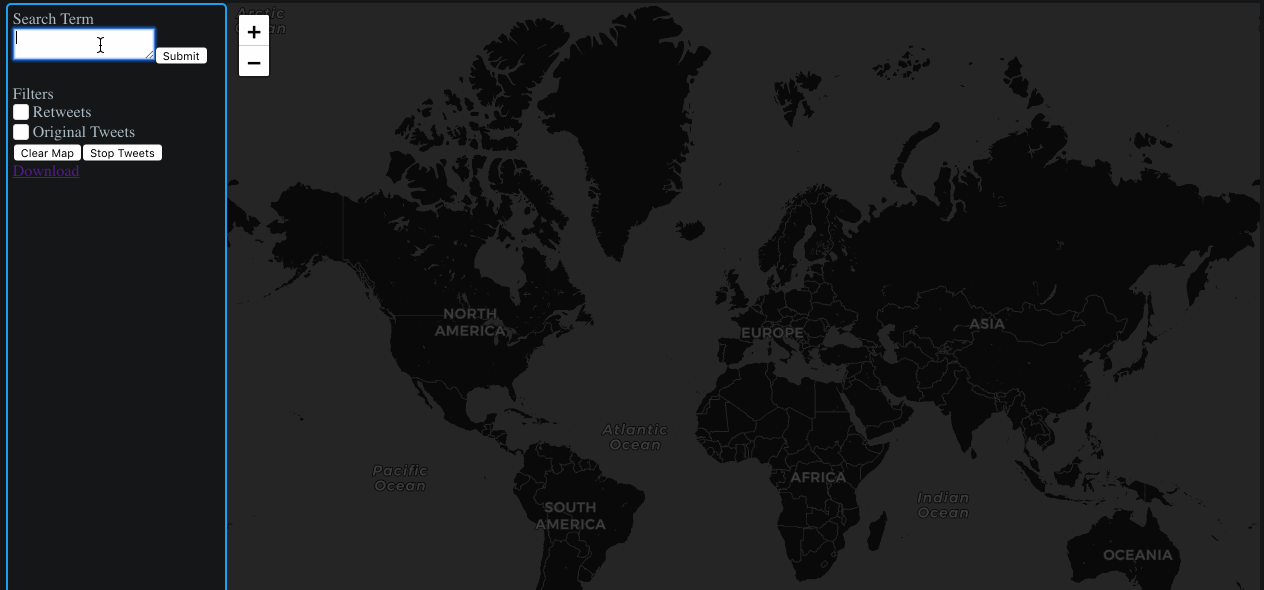 Search Term
Submit
Filters
Retweets
Original Tweets
Clear Map Stop Tweets
Download
+
−
Arctic
Ocean
NORTH
AMERICA
EUROPE
ASIA
Atlantic
Ocean
Pacific
Ocean
AFRICA
Indian
Ocean
SOUTH
AMERICA
OCEANIA